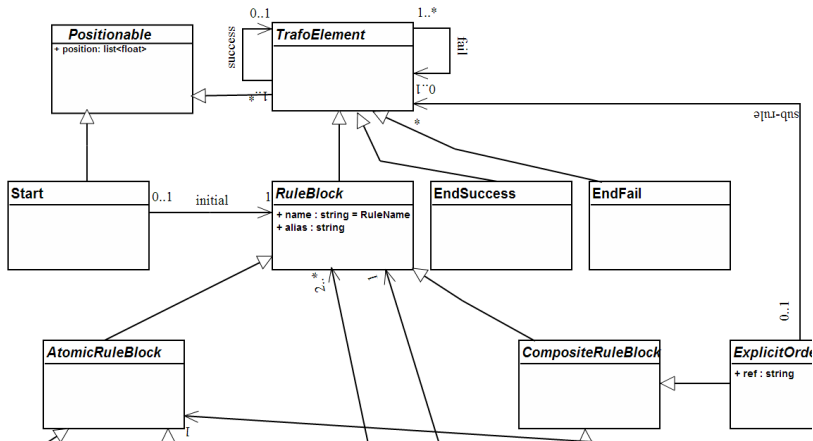 0..1
1..*
Positionable
+ position: list<float>
TrafoElement
success
fail
1..*
0..1
*
sub-rule
Start
0..1
initial
1
RuleBlock
+ name : string = RuleName
+ alias : string
EndSuccess
EndFail
2..*
1
0..1
AtomicRuleBlock
CompositeRuleBlock
ExplicitOrde
+ ref : string
1